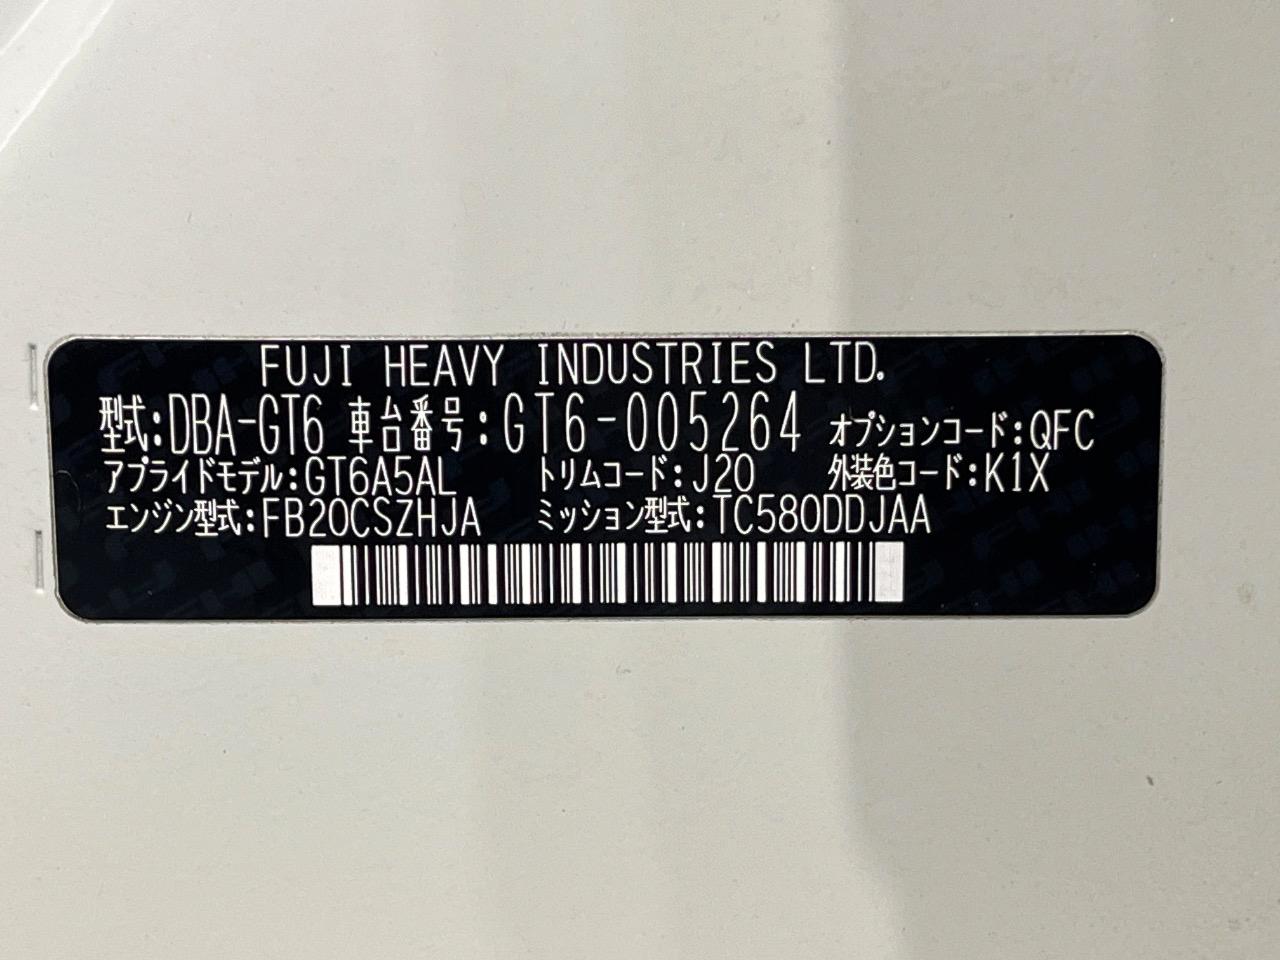 FUJI HEAVY INDUSTRIES LTD.
型式:DBA-GT6 車台番号:GT6-005264 オプションコード:QFC
アプライドモデル:GT6A5AL トリムコード:J20 外装色コード:K1X
エンジン型式:FB20CSZHJA ミッション型式:TC580DDJAA